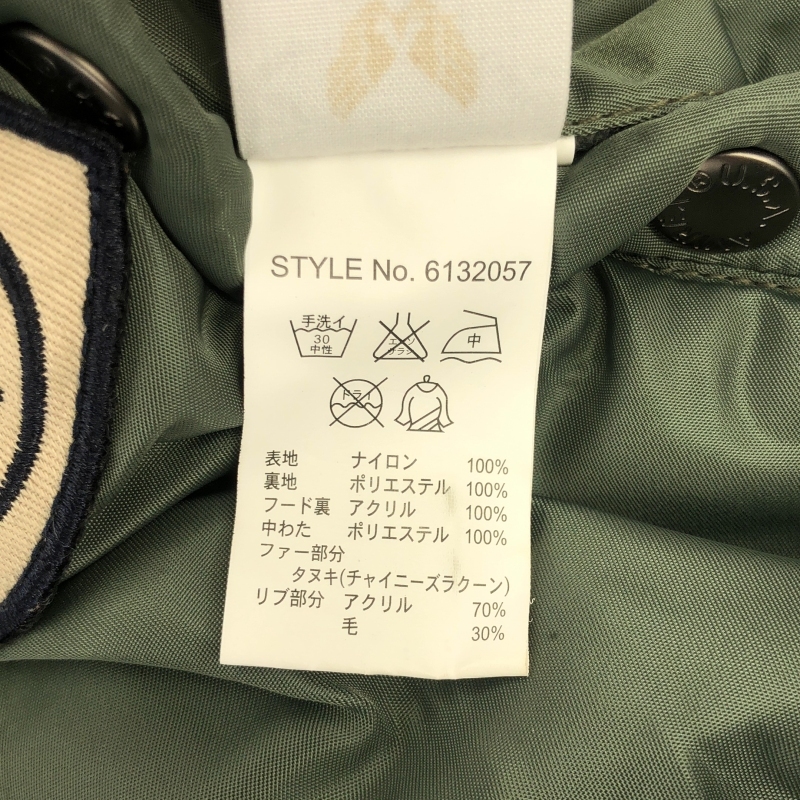 STYLE No. 6132057
手洗イ
30
中性
エンソ
サラシ
中
ドライ
表地 ナイロン 100%
裏地 ポリエステル 100%
フード裏 アクリル 100%
中わた ポリエステル 100%
ファー部分
タヌキ(チャイニーズラクーン)
リブ部分 アクリル 70%
毛 30%
U.S.A.